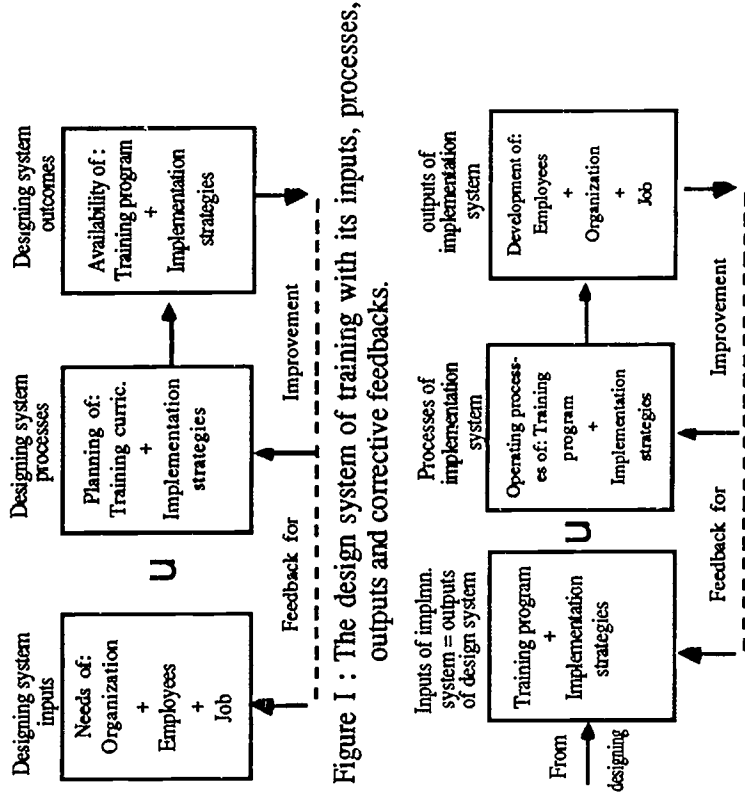 Designing system
inputs
Needs of:
Organization
+
Employees
+
Job
U
Designing system
processes
Planning of:
Training curric.
+
Implementation
strategies
Designing system
outcomes
Availability of :
Training program
+
Implementation
strategies
Feedback for
Improvement
Figure I : The design system of training with its inputs, processes,
outputs and corrective feedbacks.
From
designing
Inputs of implmn.
system = outputs
of design system
Training program
+
Implementation
strategies
U
Processes of
implementation
system
Operating process-
es of: Training
program
+
Implementation
strategies
outputs of
implementation
system
Development of:
Employees
+
Organization
+
Job
Feedback for
Improvement